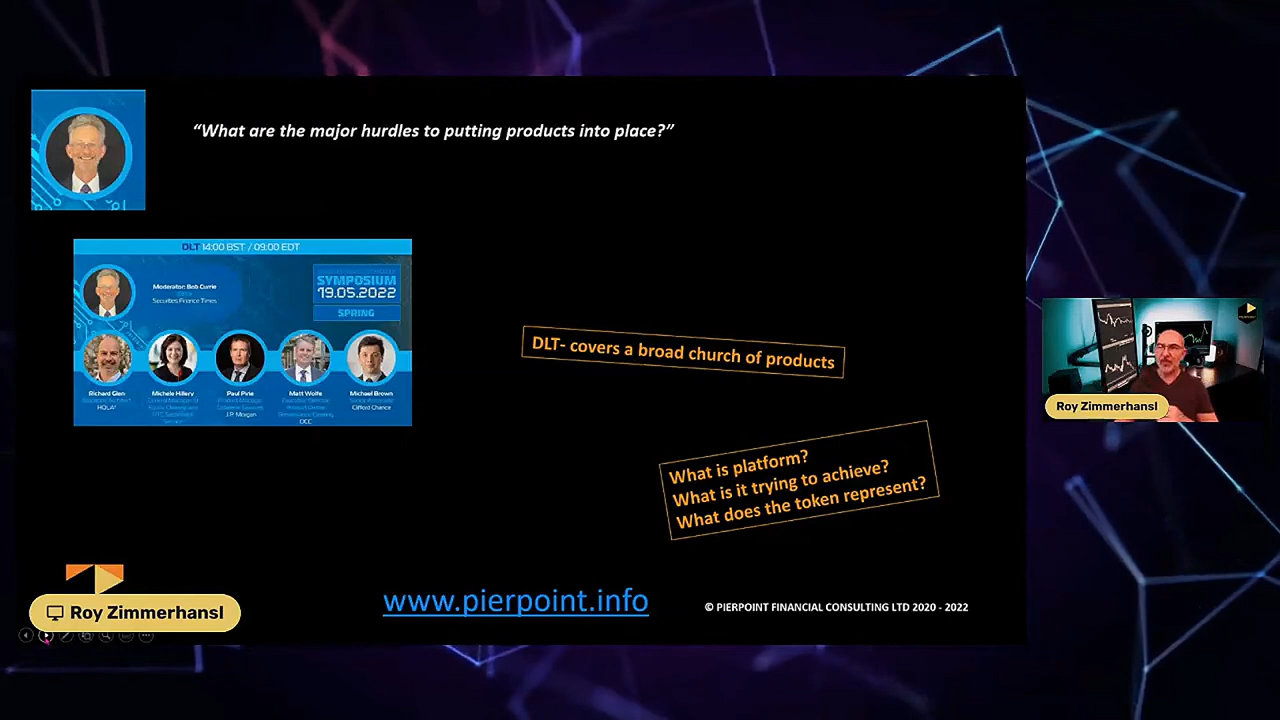 “What are the major hurdles to putting products into place?”
DLT 14:00 BST / 09:00 EDT
SYMPOSIUM
19.05.2022
SPRING
Moderator: Bob Currie
Securities Finance Times
Richard Glen
Michele Hillery
Paul Pirie
Matt Wolfe
Michael Brown
HQLAˣ
J.P. Morgan
OCC
Clifford Chance
DLT- covers a broad church of products
What is platform?
What is it trying to achieve?
What does the token represent?
Roy Zimmerhansl
Roy Zimmerhansl
www.pierpoint.info
© PIERPOINT FINANCIAL CONSULTING LTD 2020 - 2022